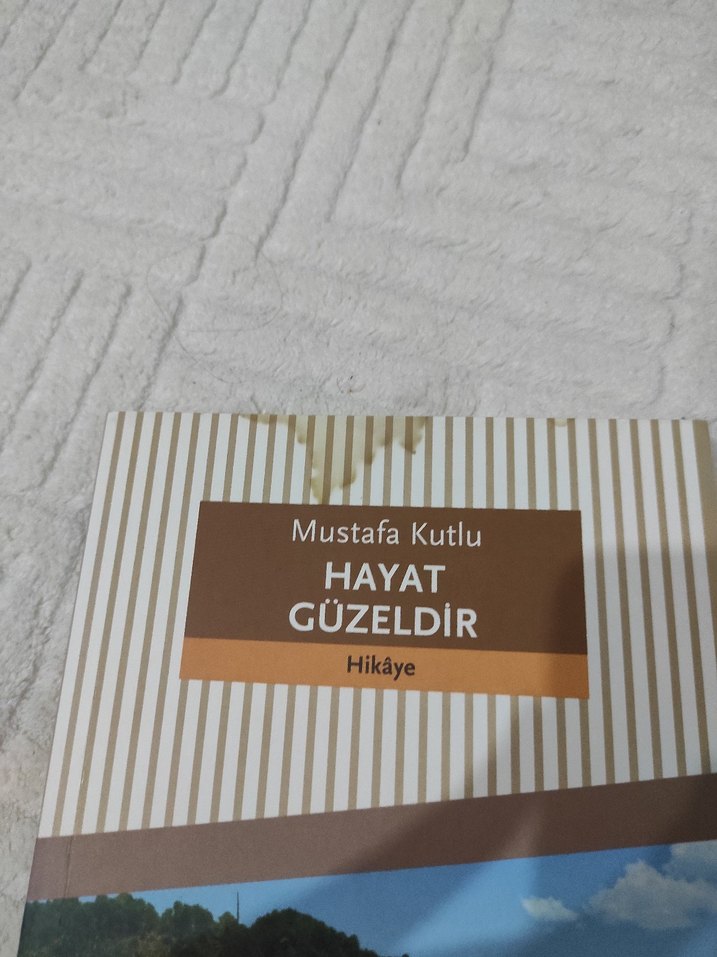 Mustafa Kutlu
HAYAT
GÜZELDİR
Hikâye